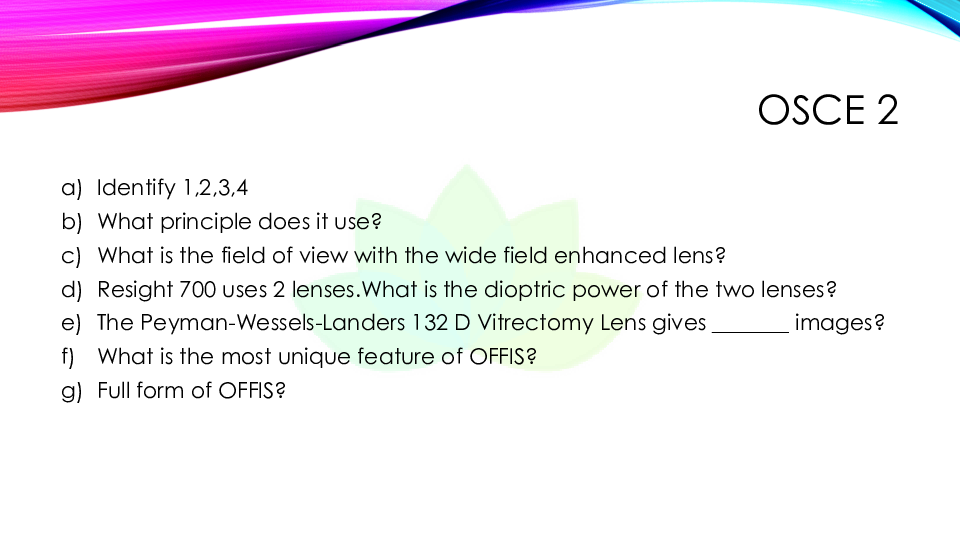 OSCE 2
a) Identify 1,2,3,4
b) What principle does it use?
c) What is the field of view with the wide field enhanced lens?
d) Resight 700 uses 2 lenses.What is the dioptric power of the two lenses?
e) The Peyman-Wessels-Landers 132 D Vitrectomy Lens gives _______ images?
f) What is the most unique feature of OFFIS?
g) Full form of OFFIS?